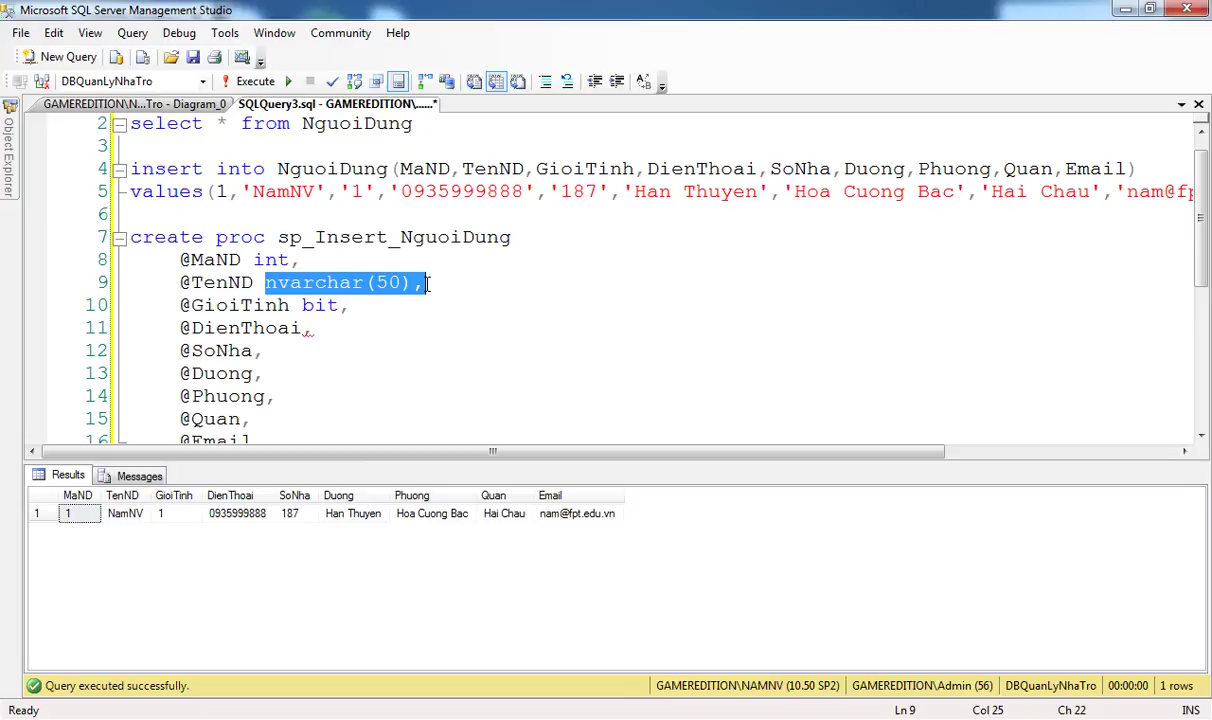 Microsoft SQL Server Management Studio
File Edit View Query Debug Tools Window Community Help
New Query
DBQuanLyNhaTro Execute
GAMEREDITION\N...Tro - Diagram_0 SQLQuery3.sql - GAMEREDITION\......*
Object Explorer
2 select * from NguoiDung
3
4 insert into NguoiDung(MaND,TenND,GioiTinh,DienThoai,SoNha,Duong,Phuong,Quan,Email)
5 values(1,'NamNV','1','0935999888','187','Han Thuyen','Hoa Cuong Bac','Hai Chau','nam@fp
6
7 create proc sp_Insert_NguoiDung
8 @MaND int,
9 @TenND nvarchar(50),
10 @GioiTinh bit,
11 @DienThoai,
12 @SoNha,
13 @Duong,
14 @Phuong,
15 @Quan,
16 @Email
Results Messages
MaND TenND GioiTinh DienThoai SoNha Duong Phuong Quan Email
1 1 NamNV 1 0935999888 187 Han Thuyen Hoa Cuong Bac Hai Chau nam@fpt.edu.vn
Query executed successfully. GAMEREDITION\NAMNV (10.50 SP2) GAMEREDITION\Admin (56) DBQuanLyNhaTro 00:00:00 1 rows
Ready Ln 9 Col 25 Ch 22 INS